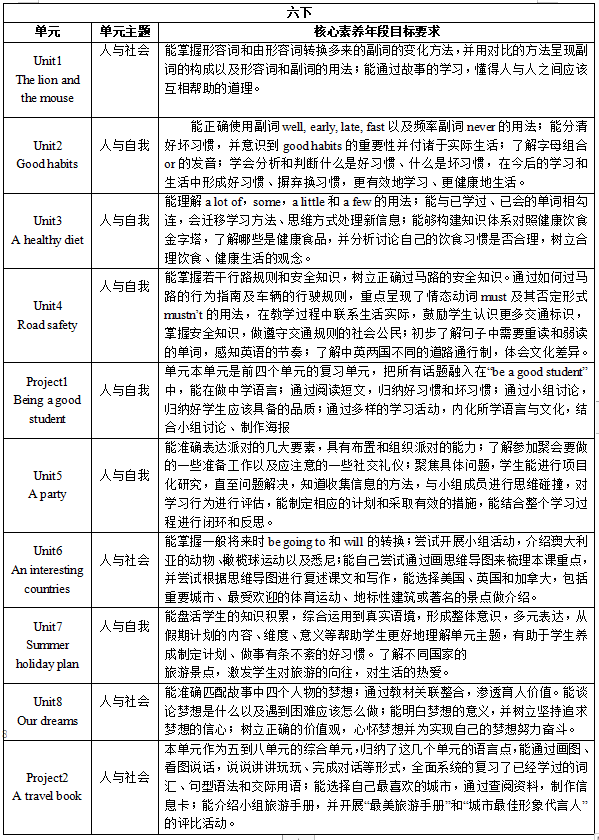 六下
单元 单元主题 核心素养年段目标要求
Unit1
The lion and
the mouse
人与社会
能掌握形容词和由形容词转换多来的副词的变化方法，并用对比的方法呈现副
词的构成以及形容词和副词的用法；能通过故事的学习，懂得人与人之间应该
互相帮助的道理。
Unit2
Good habits
人与自我
能正确使用副词 well, early, late, fast 以及频率副词 never 的用法；能分清
好坏习惯，并意识到 good habits 的重要性并付诸于实际生活；了解字母组合
or 的发音；学会分析和判断什么是好习惯、什么是坏习惯，在今后的学习和
生活中形成好习惯、摒弃换习惯，更有效地学习、更健康地生活。
Unit3
A healthy diet
人与自我
能理解 a lot of，some，a little 和 a few 的用法；能与已学过、已会的单词相勾
连，会迁移学习方法、思维方式处理新信息；能够构建知识体系对照健康饮食
金字塔，了解哪些是健康食品，并分析讨论自己的饮食习惯是否合理，树立合
理饮食、健康生活的观念。
Unit4
Road safety
人与自我
能掌握若干行路规则和安全知识，树立正确过马路的安全知识。通过如何过马
路的行为指南及车辆的行驶规则，重点呈现了情态动词 must 及其否定形式
mustn't 的用法，在教学过程中联系生活实际，鼓励学生认识更多交通标识，
掌握安全知识，做遵守交通规则的社会公民；初步了解句子中需要重读和弱读
的单词，感知英语的节奏；了解中英两国不同的道路通行制，体会文化差异。
Project1
Being a good
student
人与自我
单元本单元是前四个单元的复习单元，把所有话题融入在“be a good student”
中，能在做中学语言；通过阅读短文，归纳好习惯和坏习惯；通过小组讨论，
归纳好学生应该具备的品质；通过多样的学习活动，内化所学语言与文化，结
合小组讨论、制作海报
Unit5
A party
人与自我
能准确表达派对的几大要素，具有布置和组织派对的能力；了解参加聚会要做
的一些准备工作以及应注意的一些社交礼仪；聚焦具体问题，学生能进行项目
化研究，直至问题解决，知道收集信息的方法，与小组成员进行思维碰撞，对
学习行为进行评估，能制定相应的计划和采取有效的措施，能结合整个学习过
程进行闭环和反思。
Unit6
An interesting
countries
人与社会
能掌握一般将来时 be going to 和 will 的转换；尝试开展小组活动，介绍澳大利
亚的动物、橄榄球运动以及悉尼；能自己尝试通过画思维导图来梳理本课重点，
并尝试根据思维导图进行复述课文和写作，能选择美国、英国和加拿大，包括
重要城市、最受欢迎的体育运动、地标性建筑或著名的景点做介绍。
Unit7
Summer
holiday plan
人与自我
能盘活学生的知识积累，综合运用到真实语境，形成整体意识，多元表达，从
假期计划的内容、维度、意义等帮助学生更好地理解单元主题，有助于学生养
成制定计划、做事有条不紊的好习惯。了解不同国家的
旅游景点，激发学生对旅游的向往，对生活的热爱。
Unit8
Our dreams
人与社会
能准确匹配故事中四个人物的梦想；通过教材关联整合，渗透育人价值。能谈
论梦想是什么以及遇到困难应该怎么做；能明白梦想的意义，并树立坚持追求
梦想的信心；树立正确的价值观，心怀梦想并为实现自己的梦想努力奋斗。
Project2
A travel book
人与社会
本单元作为五到八单元的综合单元，归纳了这几个单元的语言点，能通过画图、
看图说话，说说讲讲玩玩、完成对话等形式，全面系统的复习了已经学过的词
汇、句型语法和交际用语；能选择自己最喜欢的城市，通过查阅资料，制作信
息卡；能介绍小组旅游手册，并开展“最美旅游手册”和“城市最佳形象代言人”
的评比活动。